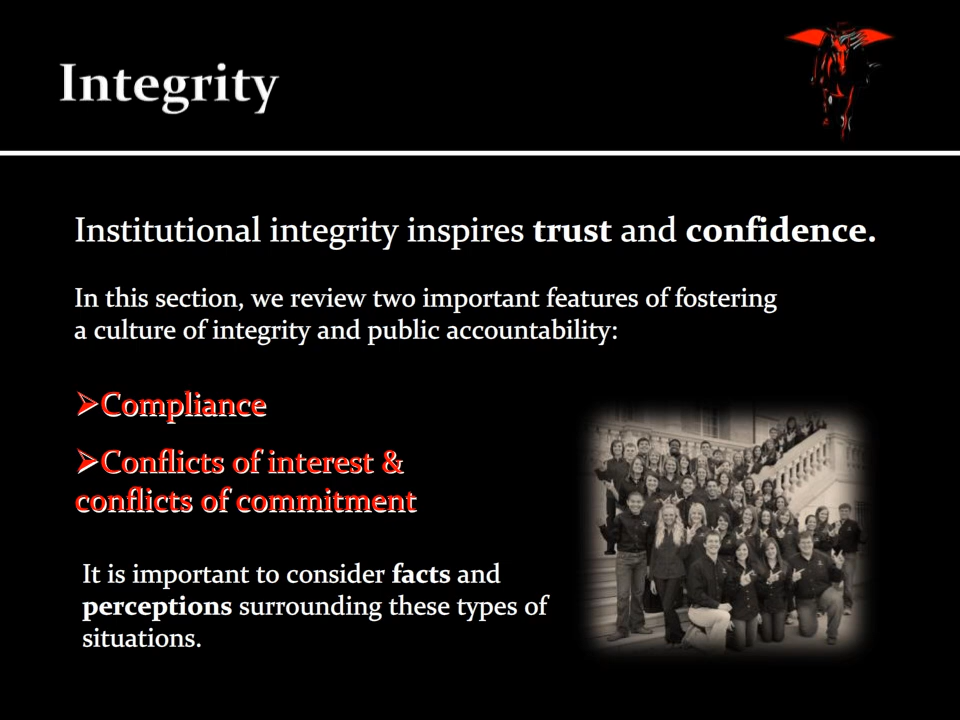 Integrity
Institutional integrity inspires trust and confidence.
In this section, we review two important features of fostering
a culture of integrity and public accountability:
➢Compliance
➢Conflicts of interest &
conflicts of commitment
It is important to consider facts and
perceptions surrounding these types of
situations.